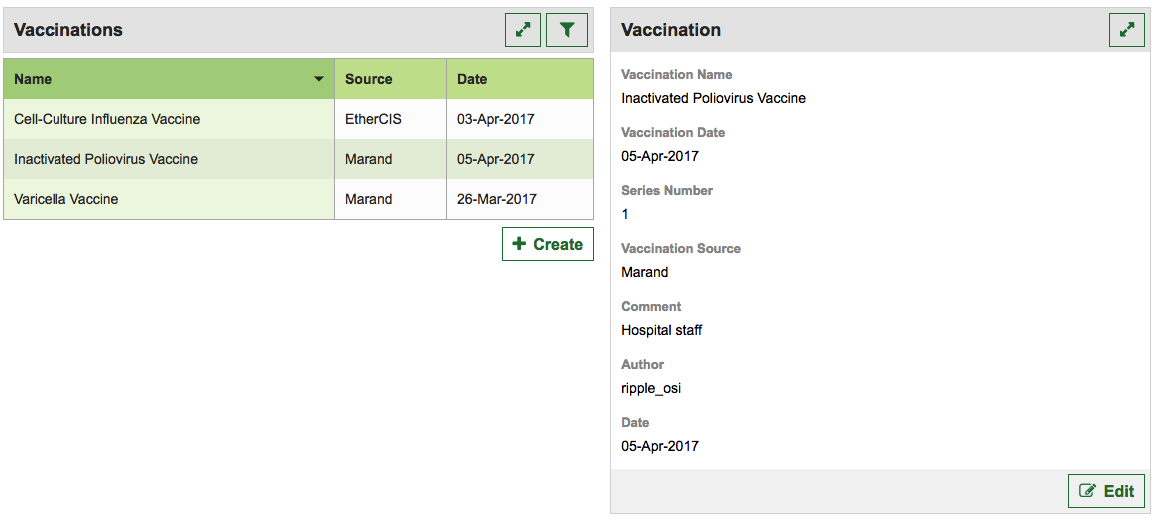 Vaccinations
Name Source Date
Cell-Culture Influenza Vaccine EtherCIS 03-Apr-2017
Inactivated Poliovirus Vaccine Marand 05-Apr-2017
Varicella Vaccine Marand 26-Mar-2017
Create
Vaccination
Vaccination Name
Inactivated Poliovirus Vaccine
Vaccination Date
05-Apr-2017
Series Number
1
Vaccination Source
Marand
Comment
Hospital staff
Author
ripple_osi
Date
05-Apr-2017
Edit